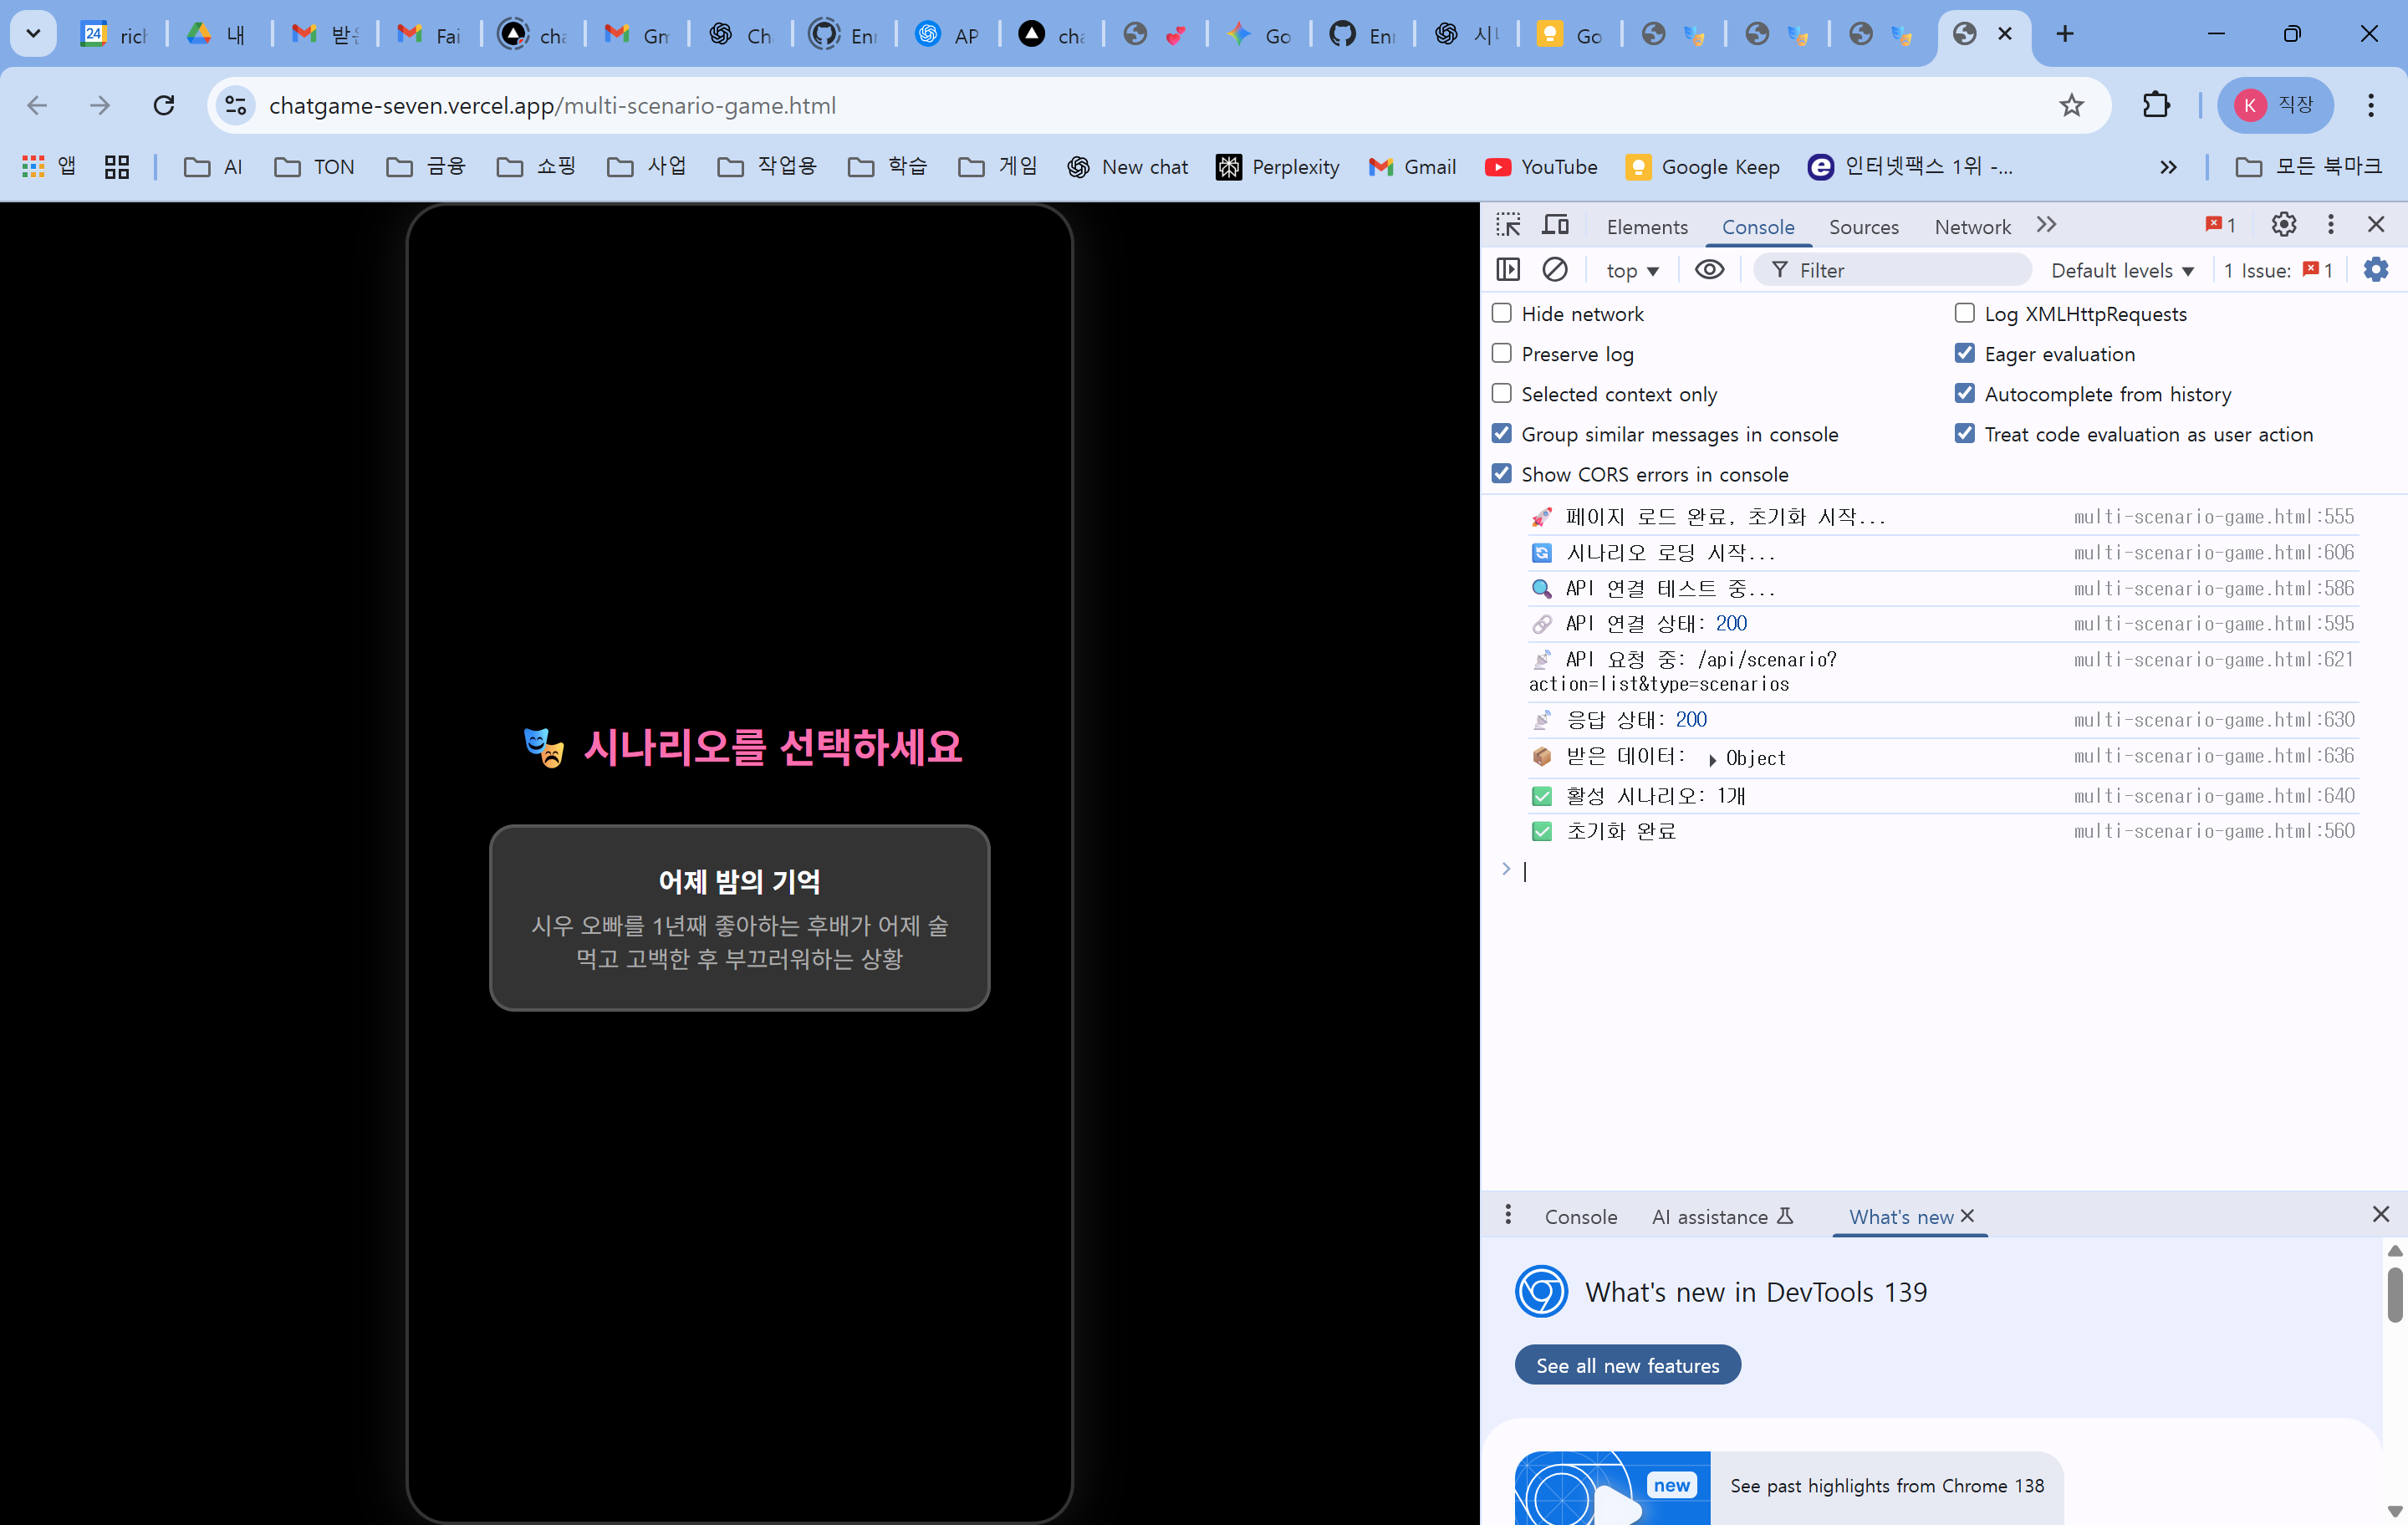 24
rich
내
받은
Fai
cha
Gm
Ch
Enn
AP
cha
Go
Enn
시나
Go
chatgame-seven.vercel.app/multi-scenario-game.html
K 직장
앱
AI
TON
금융
쇼핑
사업
작업용
학습
게임
New chat
Perplexity
Gmail
YouTube
Google Keep
인터넷팩스 1위 -...
모든 북마크
Elements
Console
Sources
Network
1
top
Filter
Default levels
1 Issue: 1
Hide network
Log XMLHttpRequests
Preserve log
Eager evaluation
Selected context only
Autocomplete from history
Group similar messages in console
Treat code evaluation as user action
Show CORS errors in console
🚀 페이지 로드 완료, 초기화 시작... multi-scenario-game.html:555
🔄 시나리오 로딩 시작... multi-scenario-game.html:606
🔍 API 연결 테스트 중... multi-scenario-game.html:586
🔗 API 연결 상태: 200 multi-scenario-game.html:595
📡 API 요청 중: /api/scenario? multi-scenario-game.html:621
action=list&type=scenarios
📡 응답 상태: 200 multi-scenario-game.html:630
📦 받은 데이터: ▶ Object multi-scenario-game.html:636
✅ 활성 시나리오: 1개 multi-scenario-game.html:640
✅ 초기화 완료 multi-scenario-game.html:560
🎭 시나리오를 선택하세요
어제 밤의 기억
시우 오빠를 1년째 좋아하는 후배가 어제 술
먹고 고백한 후 부끄러워하는 상황
Console
AI assistance
What's new
What's new in DevTools 139
See all new features
new
See past highlights from Chrome 138